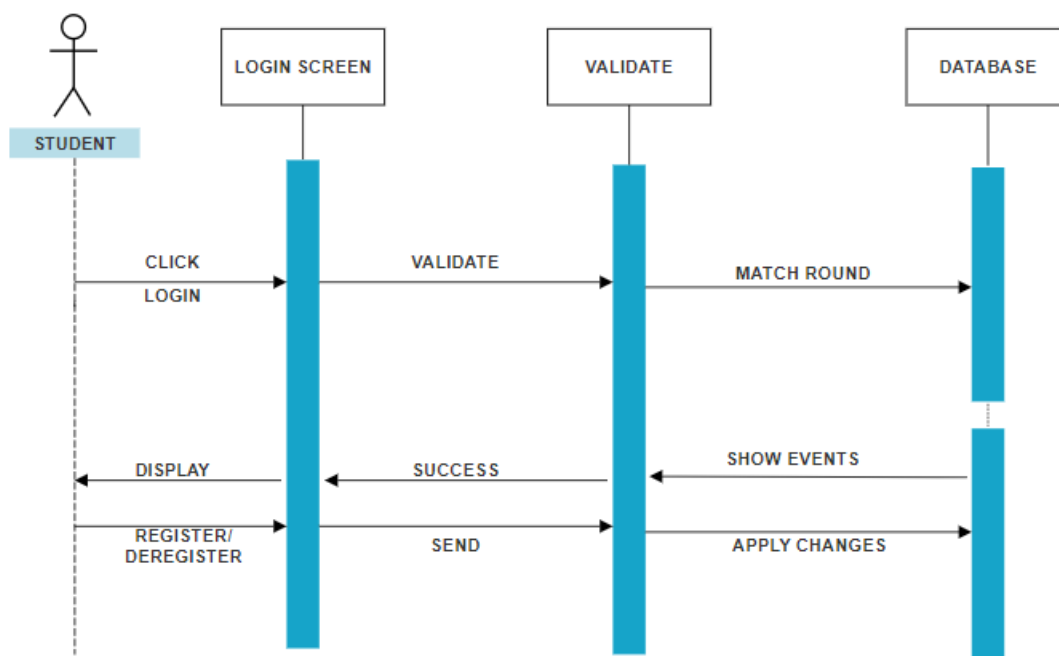 LOGIN SCREEN
VALIDATE
DATABASE
STUDENT
CLICK
LOGIN
VALIDATE
MATCH ROUND
DISPLAY
SUCCESS
SHOW EVENTS
REGISTER/
DEREGISTER
SEND
APPLY CHANGES